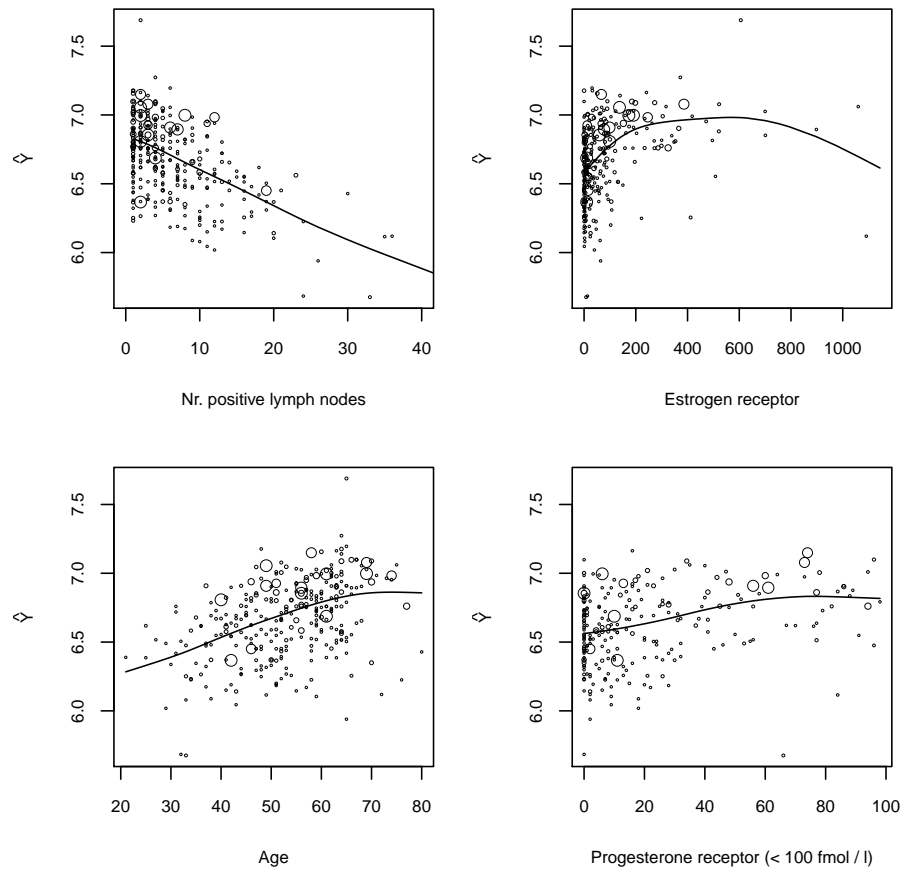 7.5
7.0
6.5
6.0
Ŷ
0 10 20 30 40
Nr. positive lymph nodes
7.5
7.0
6.5
6.0
Ŷ
0 200 400 600 800 1000
Estrogen receptor
7.5
7.0
6.5
6.0
Ŷ
20 30 40 50 60 70 80
Age
7.5
7.0
6.5
6.0
Ŷ
0 20 40 60 80 100
Progesterone receptor (< 100 fmol / l)